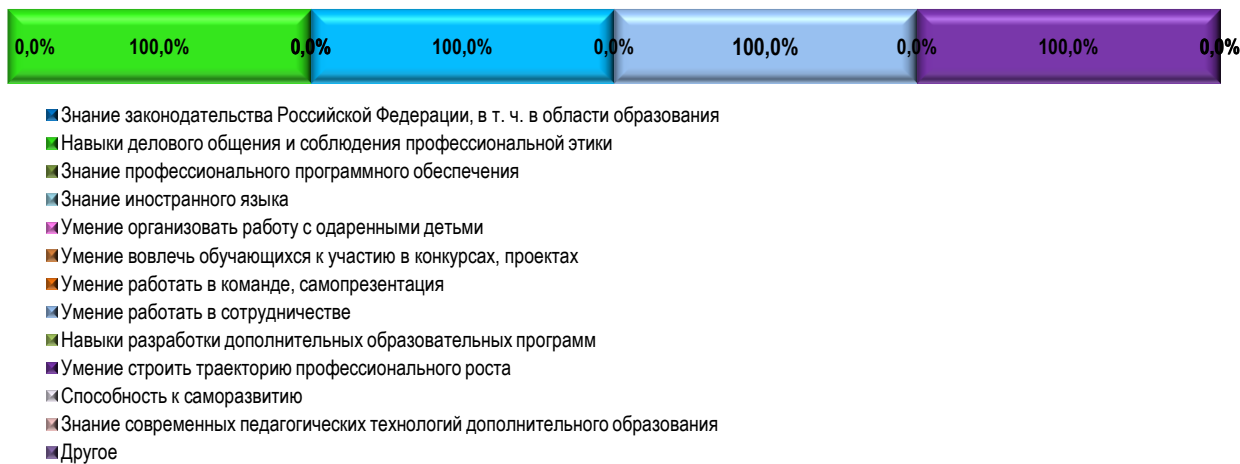 0,0% 100,0% 0,0% 100,0% 0,0% 100,0% 0,0% 100,0% 0,0%
Знание законодательства Российской Федерации, в т. ч. в области образования
Навыки делового общения и соблюдения профессиональной этики
Знание профессионального программного обеспечения
Знание иностранного языка
Умение организовать работу с одаренными детьми
Умение вовлечь обучающихся к участию в конкурсах, проектах
Умение работать в команде, самопрезентация
Умение работать в сотрудничестве
Навыки разработки дополнительных образовательных программ
Умение строить траекторию профессионального роста
Способность к саморазвитию
Знание современных педагогических технологий дополнительного образования
Другое